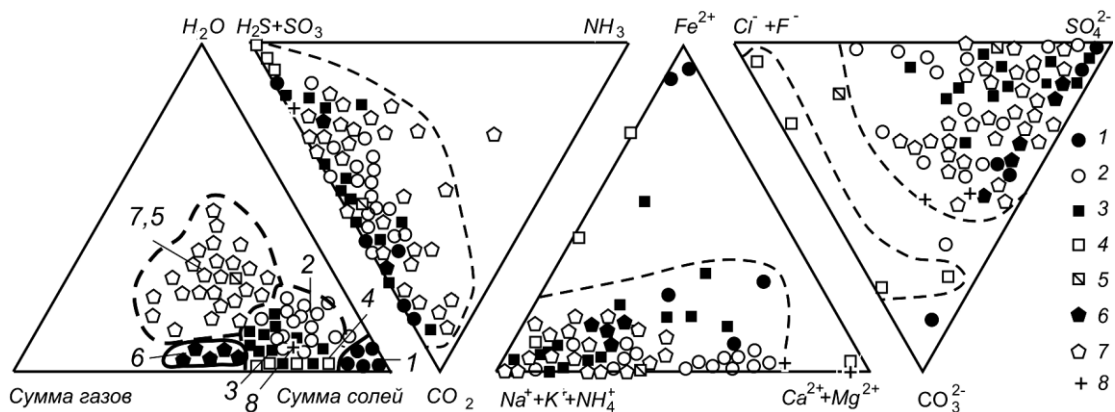 H₂O
H₂S+SO₃
NH₃
Fe²⁺
Ci⁻+F⁻
SO₄²⁻
1
2
3
4
5
6
7
8
7,5
2
4
6
1
3
8
Сумма газов
Сумма солей
CO₂
Na⁺+K⁺+NH₄⁺
Ca²⁺+Mg²⁺
CO₃²⁻